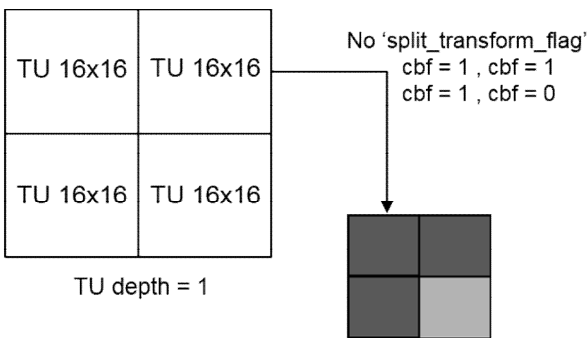 TU 16x16 TU 16x16
TU 16x16 TU 16x16
TU depth = 1
No ‘split_transform_flag’
cbf = 1 , cbf = 1
cbf = 1 , cbf = 0